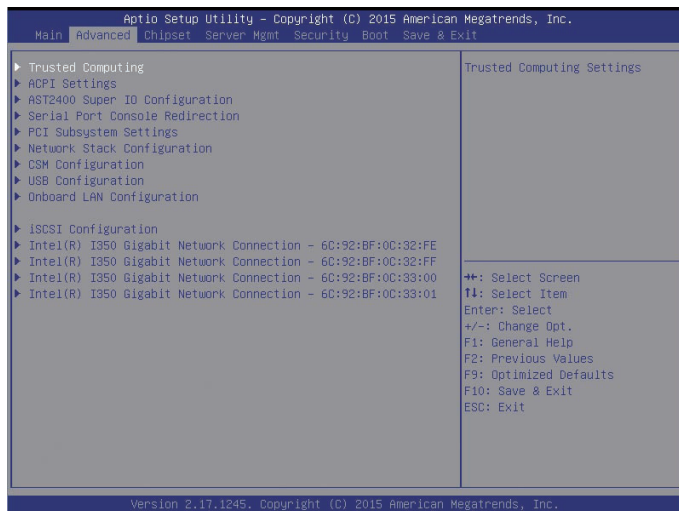 Aptio Setup Utility – Copyright (C) 2015 American Megatrends, Inc.
Main Advanced Chipset Server Mgmt Security Boot Save & Exit
▶ Trusted Computing
▶ ACPI Settings
▶ AST2400 Super IO Configuration
▶ Serial Port Console Redirection
▶ PCI Subsystem Settings
▶ Network Stack Configuration
▶ CSM Configuration
▶ USB Configuration
▶ Onboard LAN Configuration
▶ iSCSI Configuration
▶ Intel(R) I350 Gigabit Network Connection – 6C:92:BF:0C:32:FE
▶ Intel(R) I350 Gigabit Network Connection – 6C:92:BF:0C:32:FF
▶ Intel(R) I350 Gigabit Network Connection – 6C:92:BF:0C:33:00
▶ Intel(R) I350 Gigabit Network Connection – 6C:92:BF:0C:33:01
Trusted Computing Settings
→←: Select Screen
↑↓: Select Item
Enter: Select
+/-: Change Opt.
F1: General Help
F2: Previous Values
F9: Optimized Defaults
F10: Save & Exit
ESC: Exit
Version 2.17.1245. Copyright (C) 2015 American Megatrends, Inc.